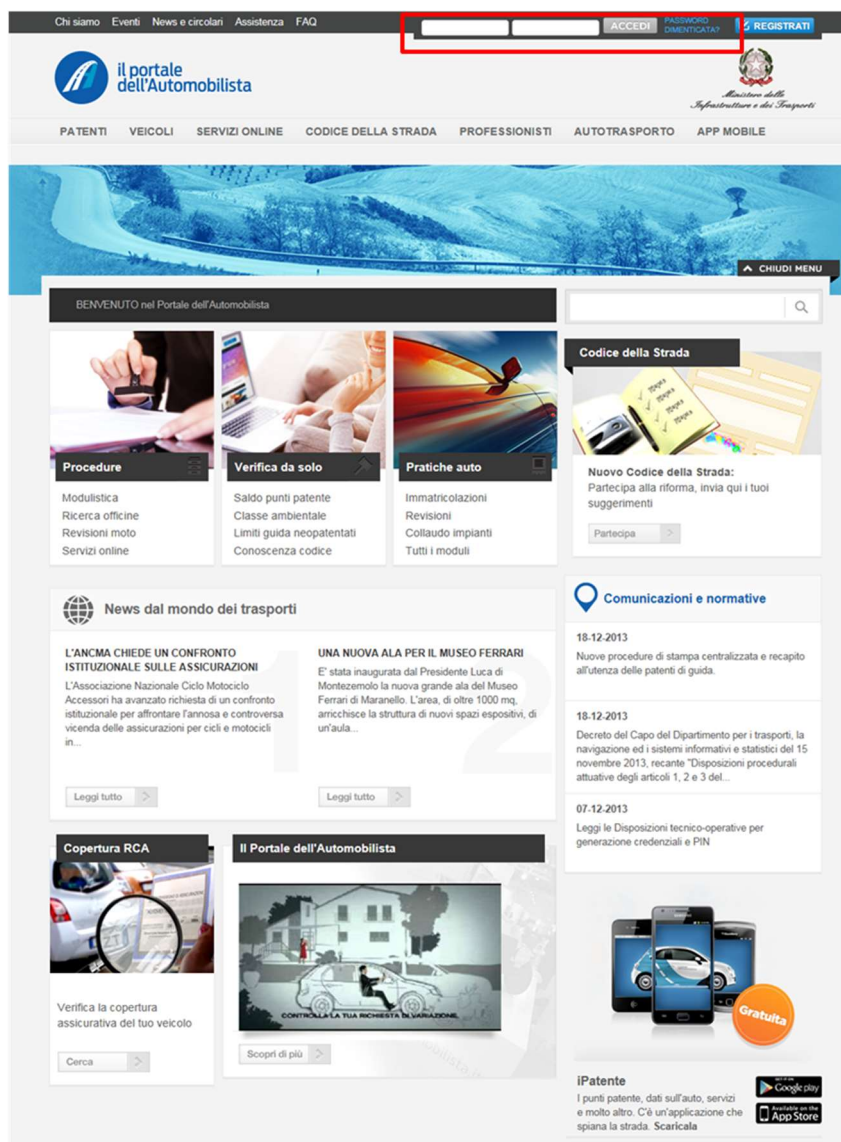 Chi siamo Eventi News e circolari Assistenza FAQ
ACCEDI PASSWORD DIMENTICATA? REGISTRATI
il portale
dell'Automobilista
Ministero delle
Infrastrutture e dei Trasporti
PATENTI VEICOLI SERVIZI ONLINE CODICE DELLA STRADA PROFESSIONISTI AUTOTRASPORTO APP MOBILE
CHIUDI MENU
BENVENUTO nel Portale dell'Automobilista
Procedure
Modulistica
Ricerca officine
Revisioni moto
Servizi online
Verifica da solo
Saldo punti patente
Classe ambientale
Limiti guida neopatentati
Conoscenza codice
Pratiche auto
Immatricolazioni
Revisioni
Collaudo impianti
Tutti i moduli
Codice della Strada
Nuovo Codice della Strada:
Partecipa alla riforma, invia qui i tuoi
suggerimenti
Partecipa
News dal mondo dei trasporti
1
L'ANCMA CHIEDE UN CONFRONTO
ISTITUZIONALE SULLE ASSICURAZIONI
L'Associazione Nazionale Ciclo Motociclo
Accessori ha avanzato richiesta di un confronto
istituzionale per affrontare l'annosa e controversa
vicenda delle assicurazioni per cicli e motocicli
in...
Leggi tutto
2
UNA NUOVA ALA PER IL MUSEO FERRARI
E' stata inaugurata dal Presidente Luca di
Montezemolo la nuova grande ala del Museo
Ferrari di Maranello. L'area, di oltre 1000 mq,
arricchisce la struttura di nuovi spazi espositivi, di
un'aula...
Leggi tutto
Comunicazioni e normative
18-12-2013
Nuove procedure di stampa centralizzata e recapito
all'utenza delle patenti di guida.
18-12-2013
Decreto del Capo del Dipartimento per i trasporti, la
navigazione ed i sistemi informativi e statistici del 15
novembre 2013, recante "Disposizioni procedurali
attuative degli articoli 1, 2 e 3 del...
07-12-2013
Leggi le Disposizioni tecnico-operative per
generazione credenziali e PIN
Copertura RCA
Verifica la copertura
assicurativa del tuo veicolo
Cerca
Il Portale dell'Automobilista
CONTROLLA LA TUA RICHIESTA DI VARIAZIONE.
Scopri di più
Gratuita
iPatente
I punti patente, dati sull'auto, servizi
e molto altro. C'è un'applicazione che
spiana la strada. Scaricala
GET IT ON
Google play
Available on the
App Store